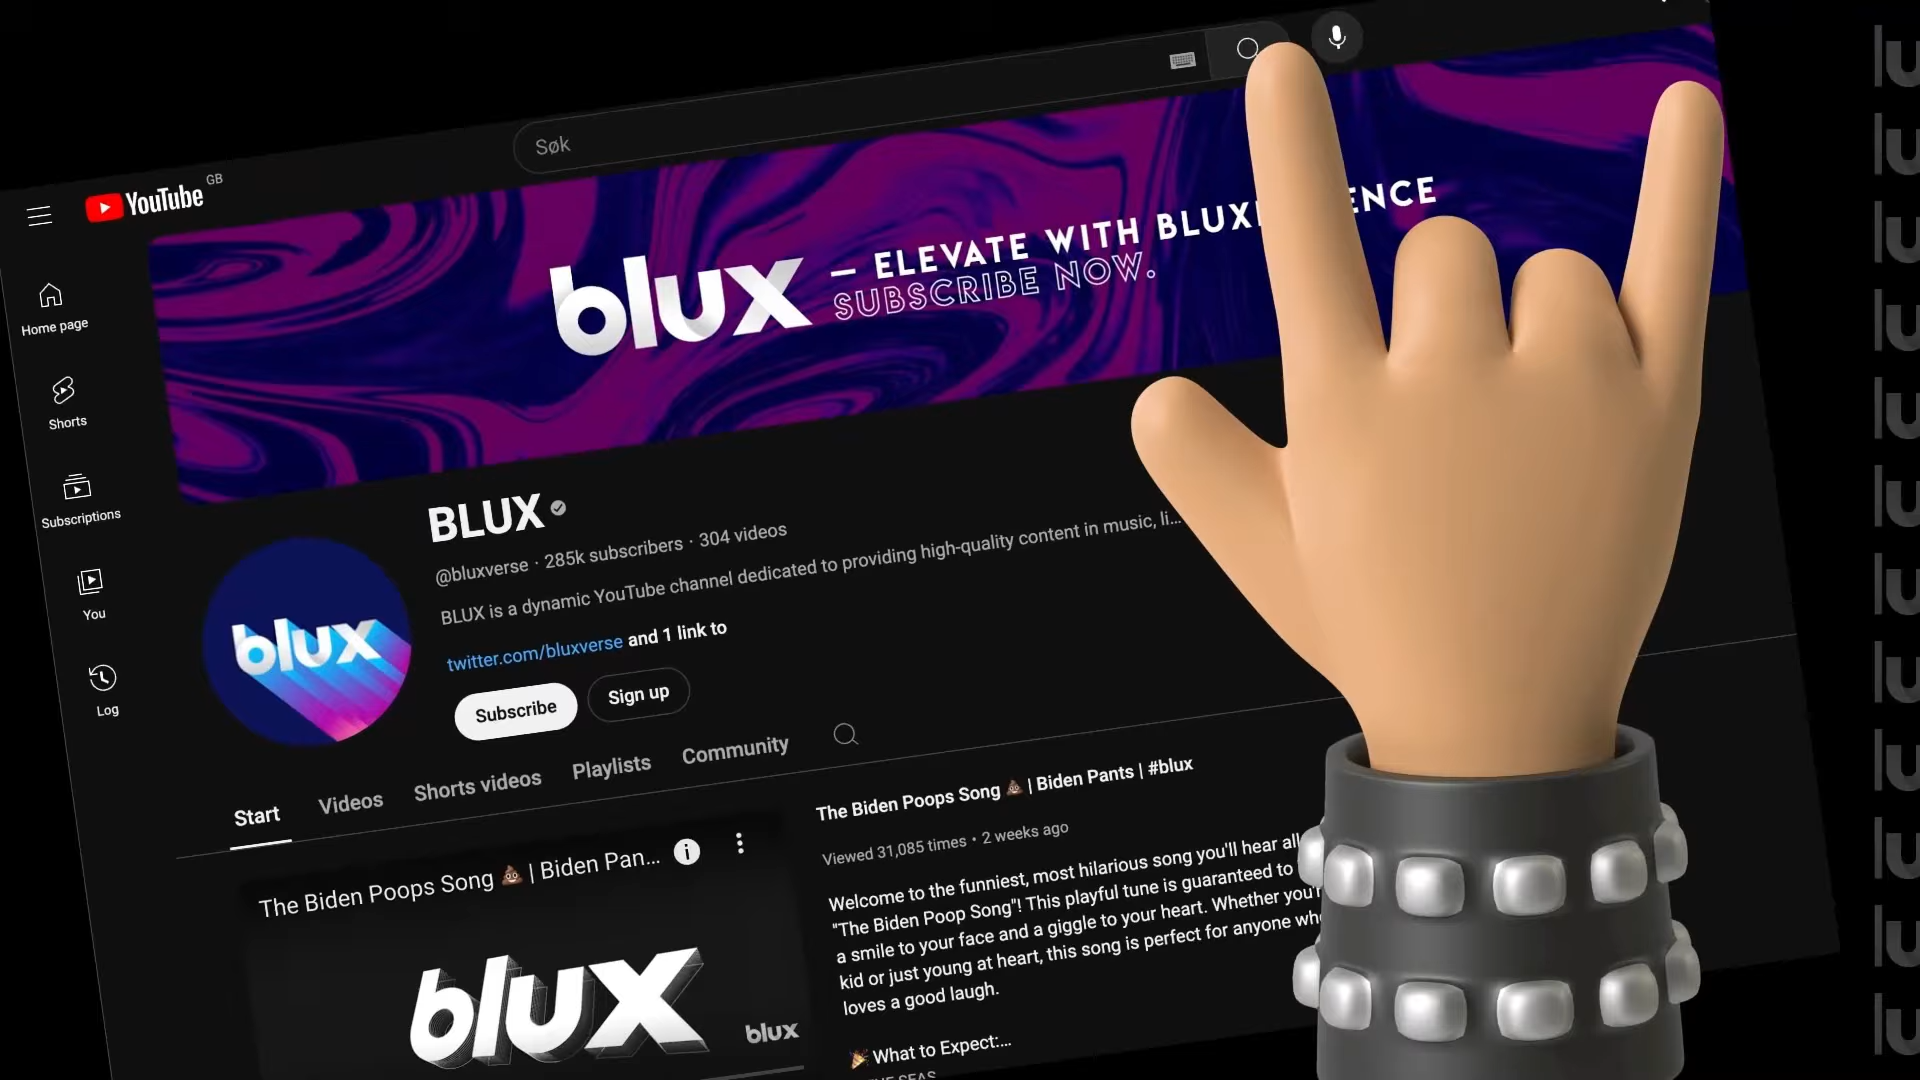 Søk
YouTube GB
Home page
Shorts
Subscriptions
You
Log
blux
— ELEVATE WITH
SUBSCRIBE NOW.
BLUX
@bluxverse · 285k subscribers · 304 videos
BLUX is a dynamic YouTube channel dedicated to providing high-quality content in music, li...
twitter.com/bluxverse and 1 link to
Subscribe
Sign up
blux
Start
Videos
Shorts videos
Playlists
Community
The Biden Poops Song 💩 | Biden Pan...
blux
blux
The Biden Poops Song 💩 | Biden Pants | #blux
Viewed 31,085 times • 2 weeks ago
Welcome to the funniest, most hilarious song you'll hear all
"The Biden Poop Song"! This playful tune is guaranteed to
a smile to your face and a giggle to your heart. Whether
kid or just young at heart, this song is perfect for anyone
loves a good laugh.
🎉 What to Expect:...